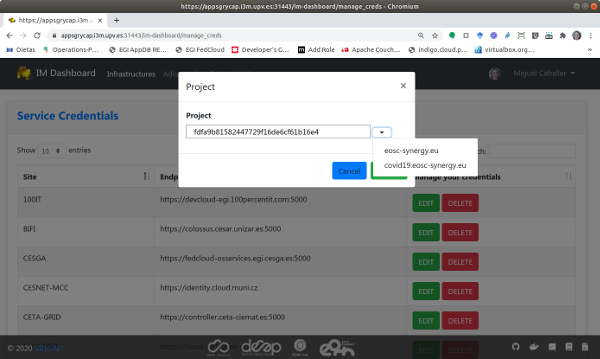 https://appsgrycap.i3m.upv.es:31443/im-dashboard/manage_creds - Chromium
https://appsgrycap.i3m.upv.es
appsgrycap.i3m.upv.es:31443/im-dashboard/manage_creds
Dietas
Operations-P...
EGI AppDB RE...
EGI FedCloud
Developer's G...
Add Role
Apache Couch...
indigo.cloud.p...
virtualbox.org...
IM Dashboard
Infrastructures
Miguel Caballer
Project
Service Credentials
Project
fdfa9b81582447729f16de6cf61b16e4
Show 10 entries
eosc-synergy.eu
covid19.eosc-synergy.eu
Cancel
Site
your credentials
100IT
https://devcloud-egi.100percentit.com:5000
EDIT
DELETE
BIFI
https://colossus.cesar.unizar.es:5000
EDIT
DELETE
CESGA
https://fedcloud-osservices.egi.cesga.es:5000
EDIT
DELETE
CESNET-MCC
https://identity.cloud.muni.cz
EDIT
DELETE
CETA-GRID
https://controller.ceta-ciemat.es:5000
EDIT
DELETE
© 2020